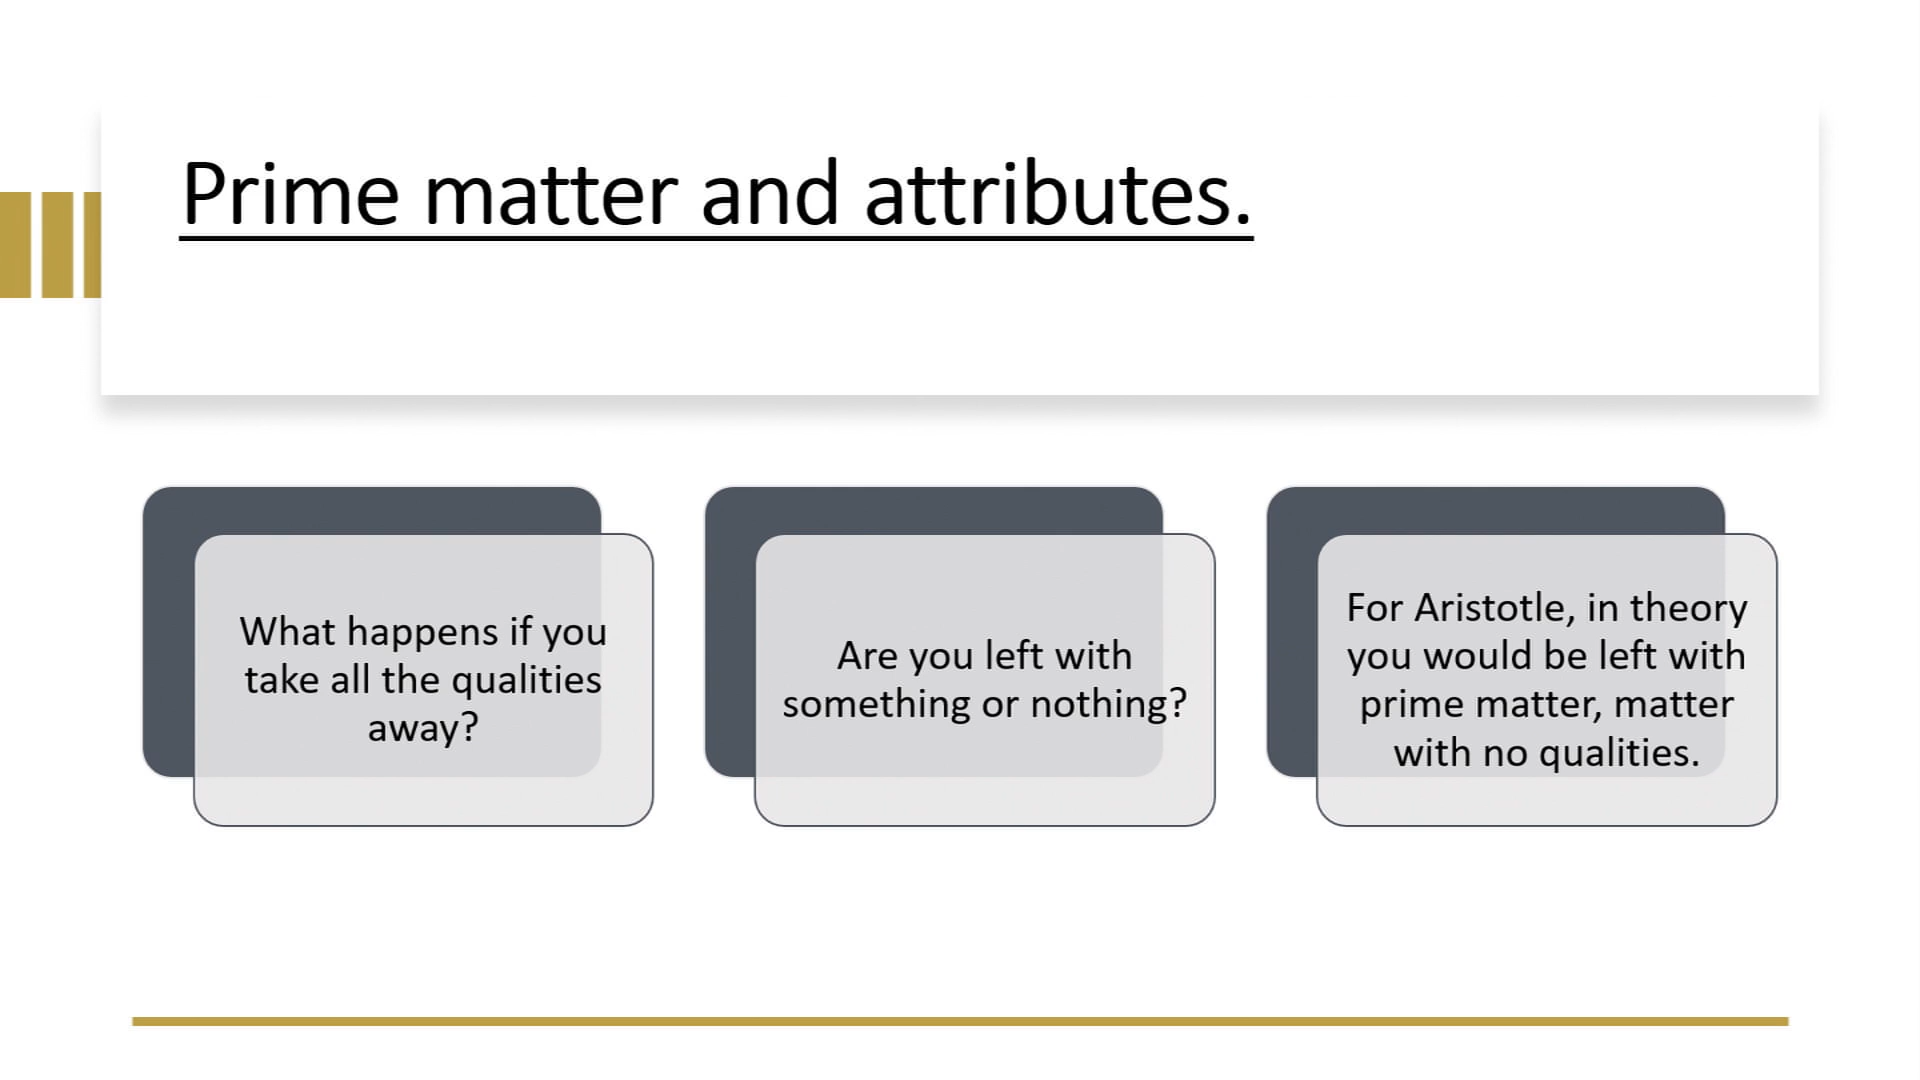 Prime matter and attributes.
What happens if you
take all the qualities
away?
Are you left with
something or nothing?
For Aristotle, in theory
you would be left with
prime matter, matter
with no qualities.